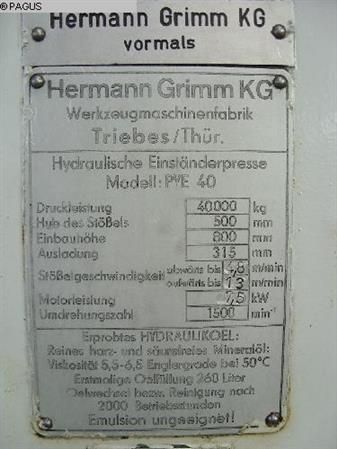 © PAGUS
Hermann Grimm KG
vormals
Hermann Grimm KG
Werkzeugmaschinenfabrik
Triebes/Thür.
Hydraulische Einständerpresse
Modell: PYE 40
Druckleistung 40000 kg
Hub des Stößels 500 mm
Einbauhöhe 800 mm
Ausladung 315 mm
Stößelgeschwindigkeit abwärts bis 4,8 m/min
aufwärts bis 13 m/min
Motorleistung 7,5 kW
Umdrehungszahl 1500 min⁻¹
Erprobtes HYDRAULIKOEL:
Reines harz- und säurefreies Mineralöl:
Viskosität 5,5-6,5 Englergrade bei 50°C
Erstmalige Oelfüllung 260 Liter
Oelwechsel bezw. Reinigung nach
2000 Betriebsstunden
Emulsion ungeeignet!